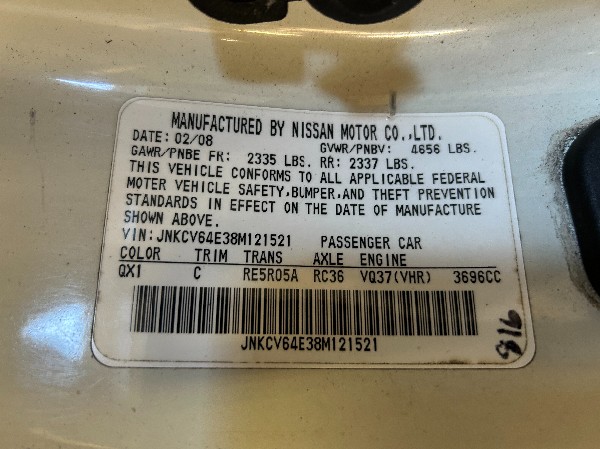 MANUFACTURED BY NISSAN MOTOR CO.,LTD.
DATE: 02/08 GVWR/PNBV: 4656 LBS.
GAWR/PNBE FR: 2335 LBS. RR: 2337 LBS.
THIS VEHICLE CONFORMS TO ALL APPLICABLE FEDERAL
MOTER VEHICLE SAFETY,BUMPER,AND THEFT PREVENTION
STANDARDS IN EFFECT ON THE DATE OF MANUFACTURE
SHOWN ABOVE.
VIN:JNKCV64E38M121521 PASSENGER CAR
COLOR TRIM TRANS AXLE ENGINE
QX1 C RE5R05A RC36 VQ37(VHR) 3696CC
JNKCV64E38M121521